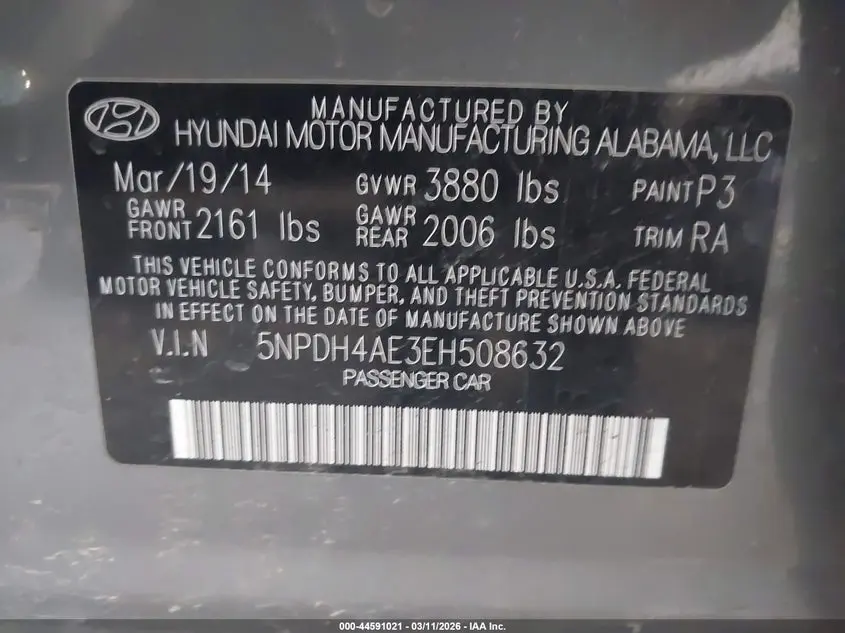 MANUFACTURED BY
HYUNDAI MOTOR MANUFACTURING ALABAMA, LLC
Mar/19/14 GVWR 3880 lbs PAINT P3
GAWR FRONT 2161 lbs GAWR REAR 2006 lbs TRIM RA
THIS VEHICLE CONFORMS TO ALL APPLICABLE U.S.A. FEDERAL
MOTOR VEHICLE SAFETY, BUMPER, AND THEFT PREVENTION STANDARDS
IN EFFECT ON THE DATE OF MANUFACTURE SHOWN ABOVE
V.I.N 5NPDH4AE3EH508632
PASSENGER CAR
000-44591021 | 03/11/2026 - IAA Inc.